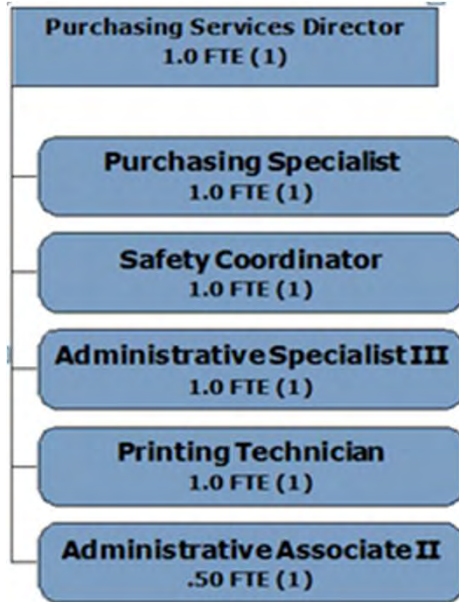 Purchasing Services Director
1.0 FTE (1)
Purchasing Specialist
1.0 FTE (1)
Safety Coordinator
1.0 FTE (1)
Administrative Specialist III
1.0 FTE (1)
Printing Technician
1.0 FTE (1)
Administrative Associate II
.50 FTE (1)